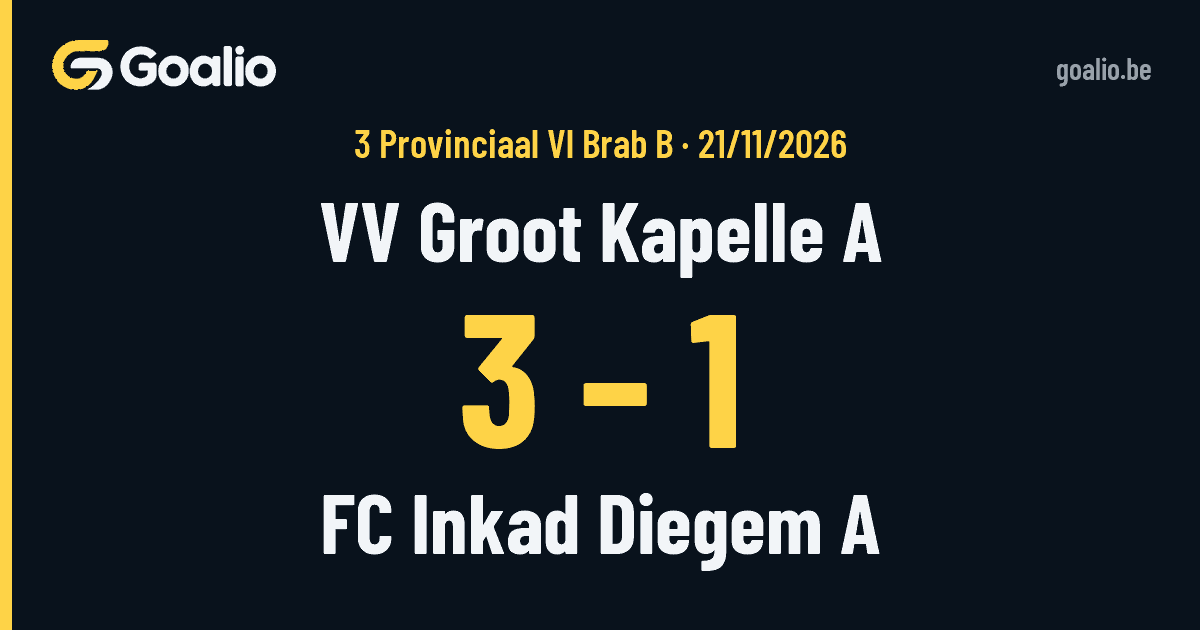 Goalio
goalio.be
3 Provinciaal Vl Brab B · 21/11/2026
VV Groot Kapelle A
3 – 1
FC Inkad Diegem A